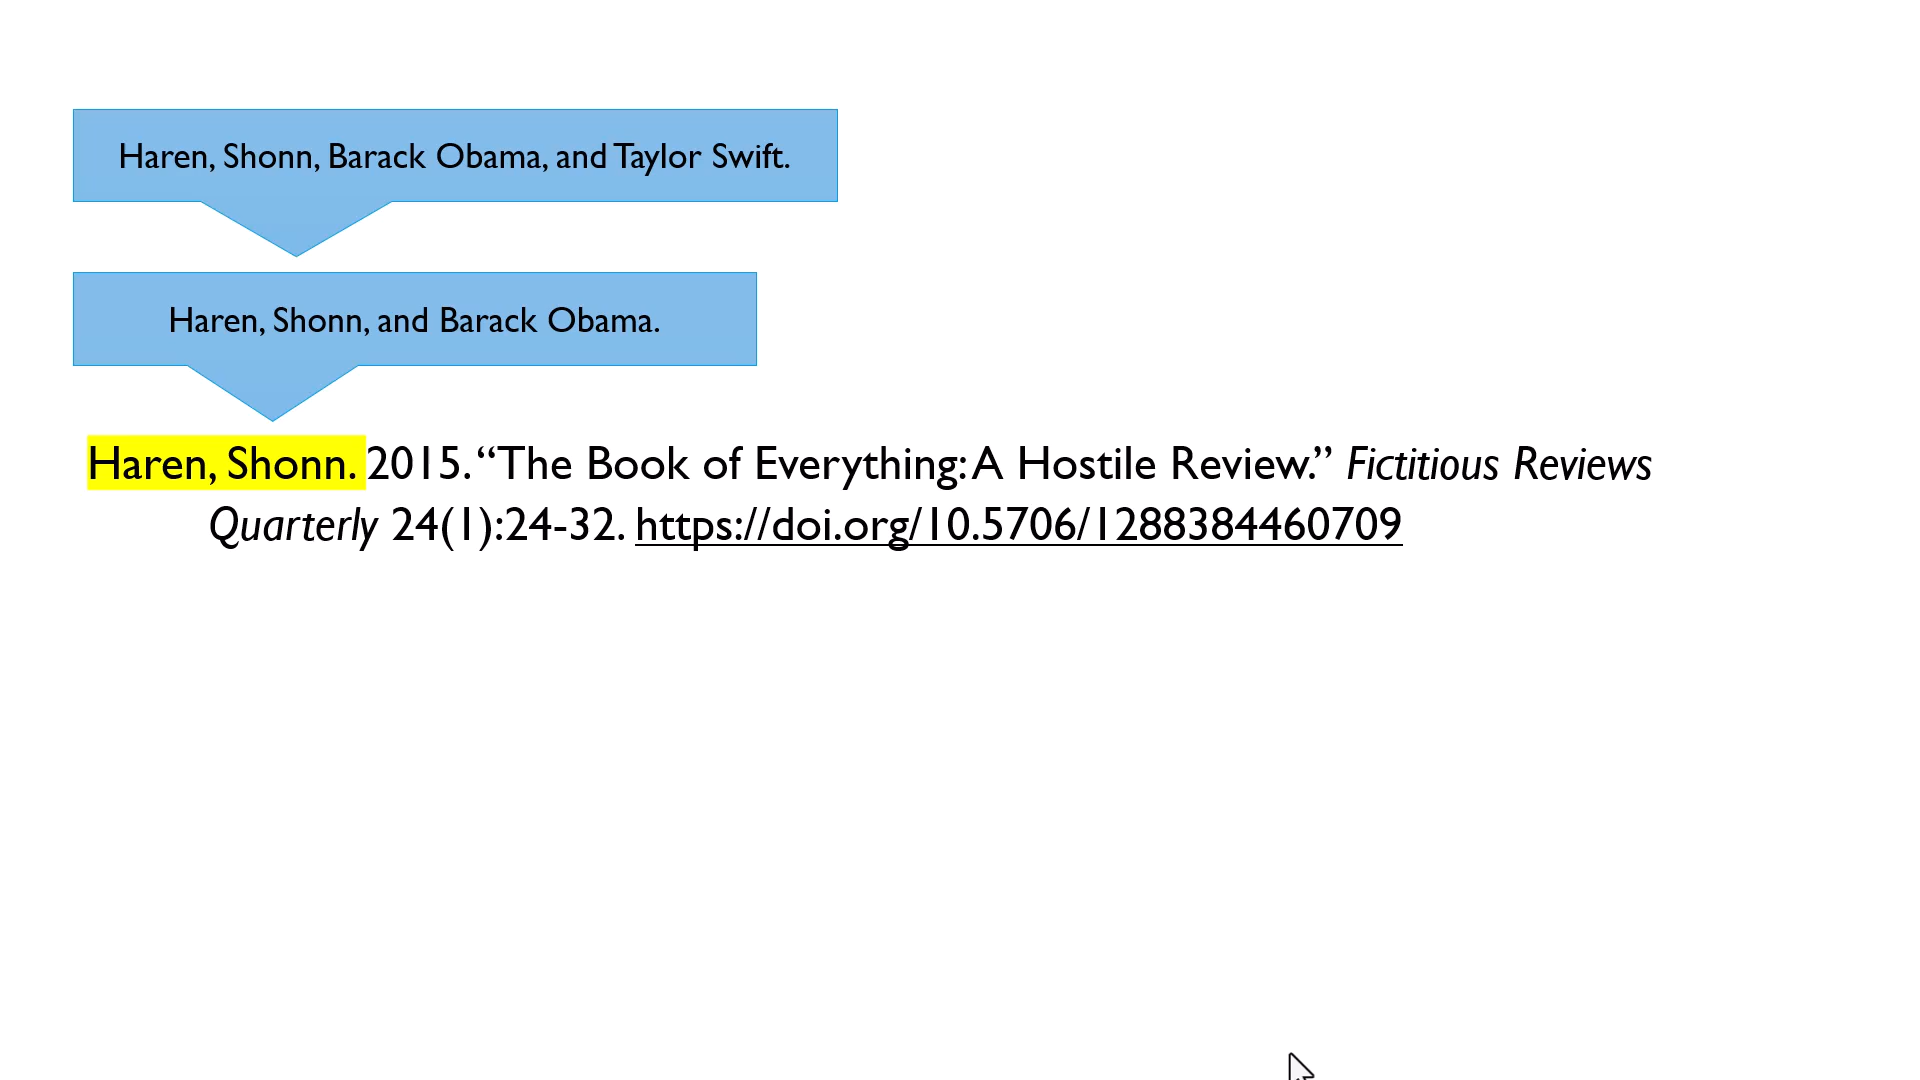 Haren, Shonn, Barack Obama, and Taylor Swift.
Haren, Shonn, and Barack Obama.
Haren, Shonn. 2015. “The Book of Everything: A Hostile Review.” Fictitious Reviews
Quarterly 24(1):24-32. https://doi.org/10.5706/1288384460709